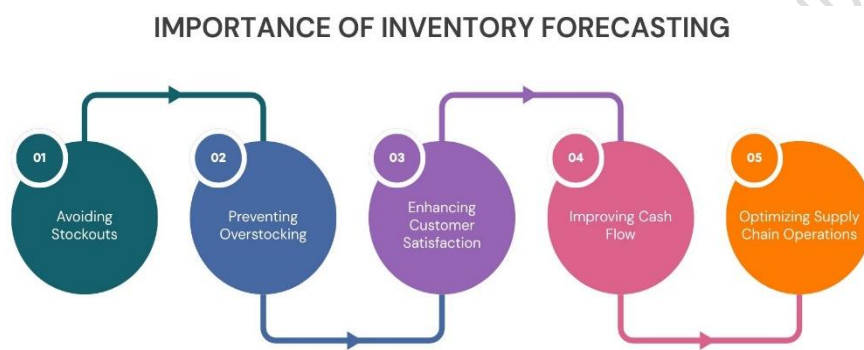 IMPORTANCE OF INVENTORY FORECASTING
01
Avoiding
Stockouts
02
Preventing
Overstocking
03
Enhancing
Customer
Satisfaction
04
Improving Cash
Flow
05
Optimizing Supply
Chain Operations